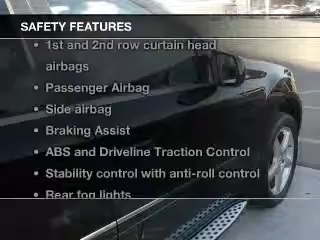 SAFETY FEATURES
• 1st and 2nd row curtain head
airbags
• Passenger Airbag
• Side airbag
• Braking Assist
• ABS and Driveline Traction Control
• Stability control with anti-roll control
• Rear fog lights